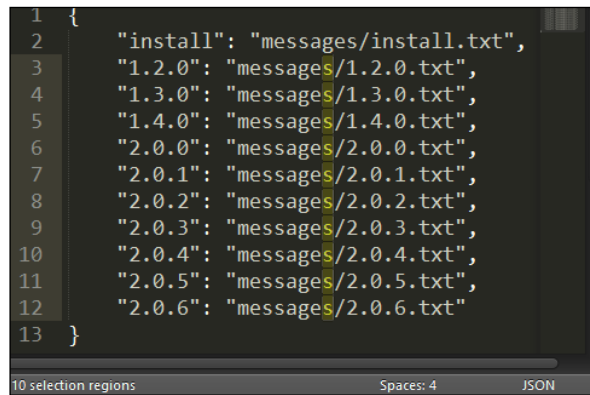 1 {
2     "install": "messages/install.txt",
3     "1.2.0": "messages/1.2.0.txt",
4     "1.3.0": "messages/1.3.0.txt",
5     "1.4.0": "messages/1.4.0.txt",
6     "2.0.0": "messages/2.0.0.txt",
7     "2.0.1": "messages/2.0.1.txt",
8     "2.0.2": "messages/2.0.2.txt",
9     "2.0.3": "messages/2.0.3.txt",
10     "2.0.4": "messages/2.0.4.txt",
11     "2.0.5": "messages/2.0.5.txt",
12     "2.0.6": "messages/2.0.6.txt"
13 }
10 selection regions Spaces: 4 JSON